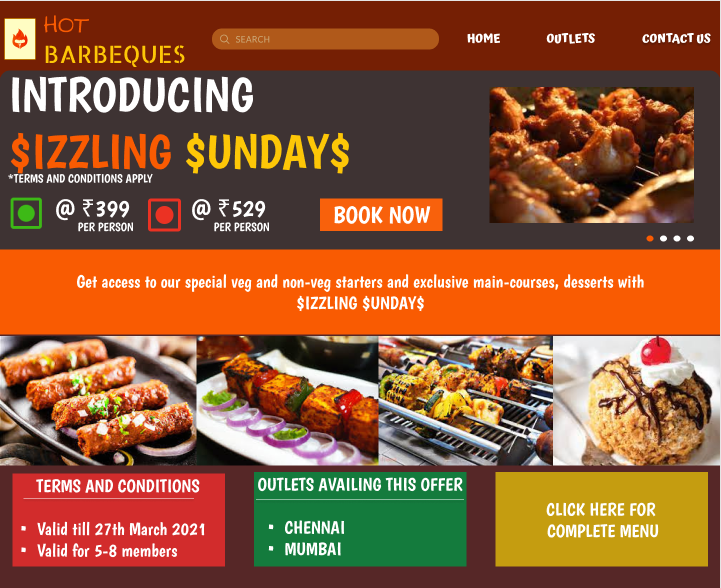 HOT
BARBEQUES
SEARCH
HOME
OUTLETS
CONTACT US
INTRODUCING
$IZZLING $UNDAY$
*TERMS AND CONDITIONS APPLY
@ ₹399
PER PERSON
@ ₹529
PER PERSON
BOOK NOW
Get access to our special veg and non-veg starters and exclusive main-courses, desserts with
$IZZLING $UNDAY$
TERMS AND CONDITIONS
▪ Valid till 27th March 2021
▪ Valid for 5-8 members
OUTLETS AVAILING THIS OFFER
▪ CHENNAI
▪ MUMBAI
CLICK HERE FOR
COMPLETE MENU